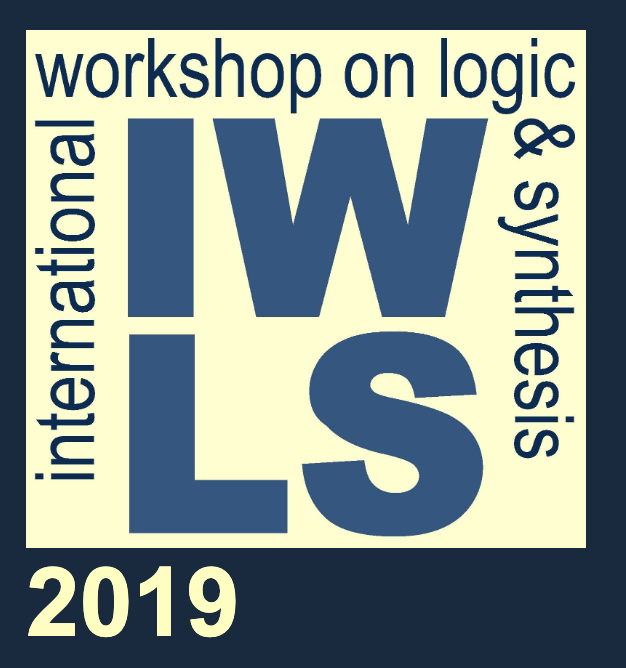 international
workshop on logic
& synthesis
IW
LS
2019